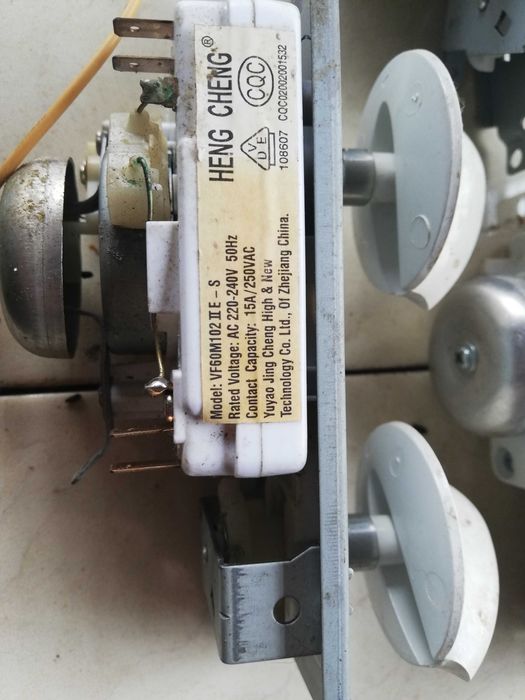 HENG CHENG®
CQC
CQC02002001532
VDE
108607
Model: VF60M102ⅡE-S
Rated Voltage: AC 220-240V 50Hz
Contact Capacity: 15A/250VAC
Yuyao Jing Cheng High & New
Technology Co. Ltd., Of Zhejiang China.